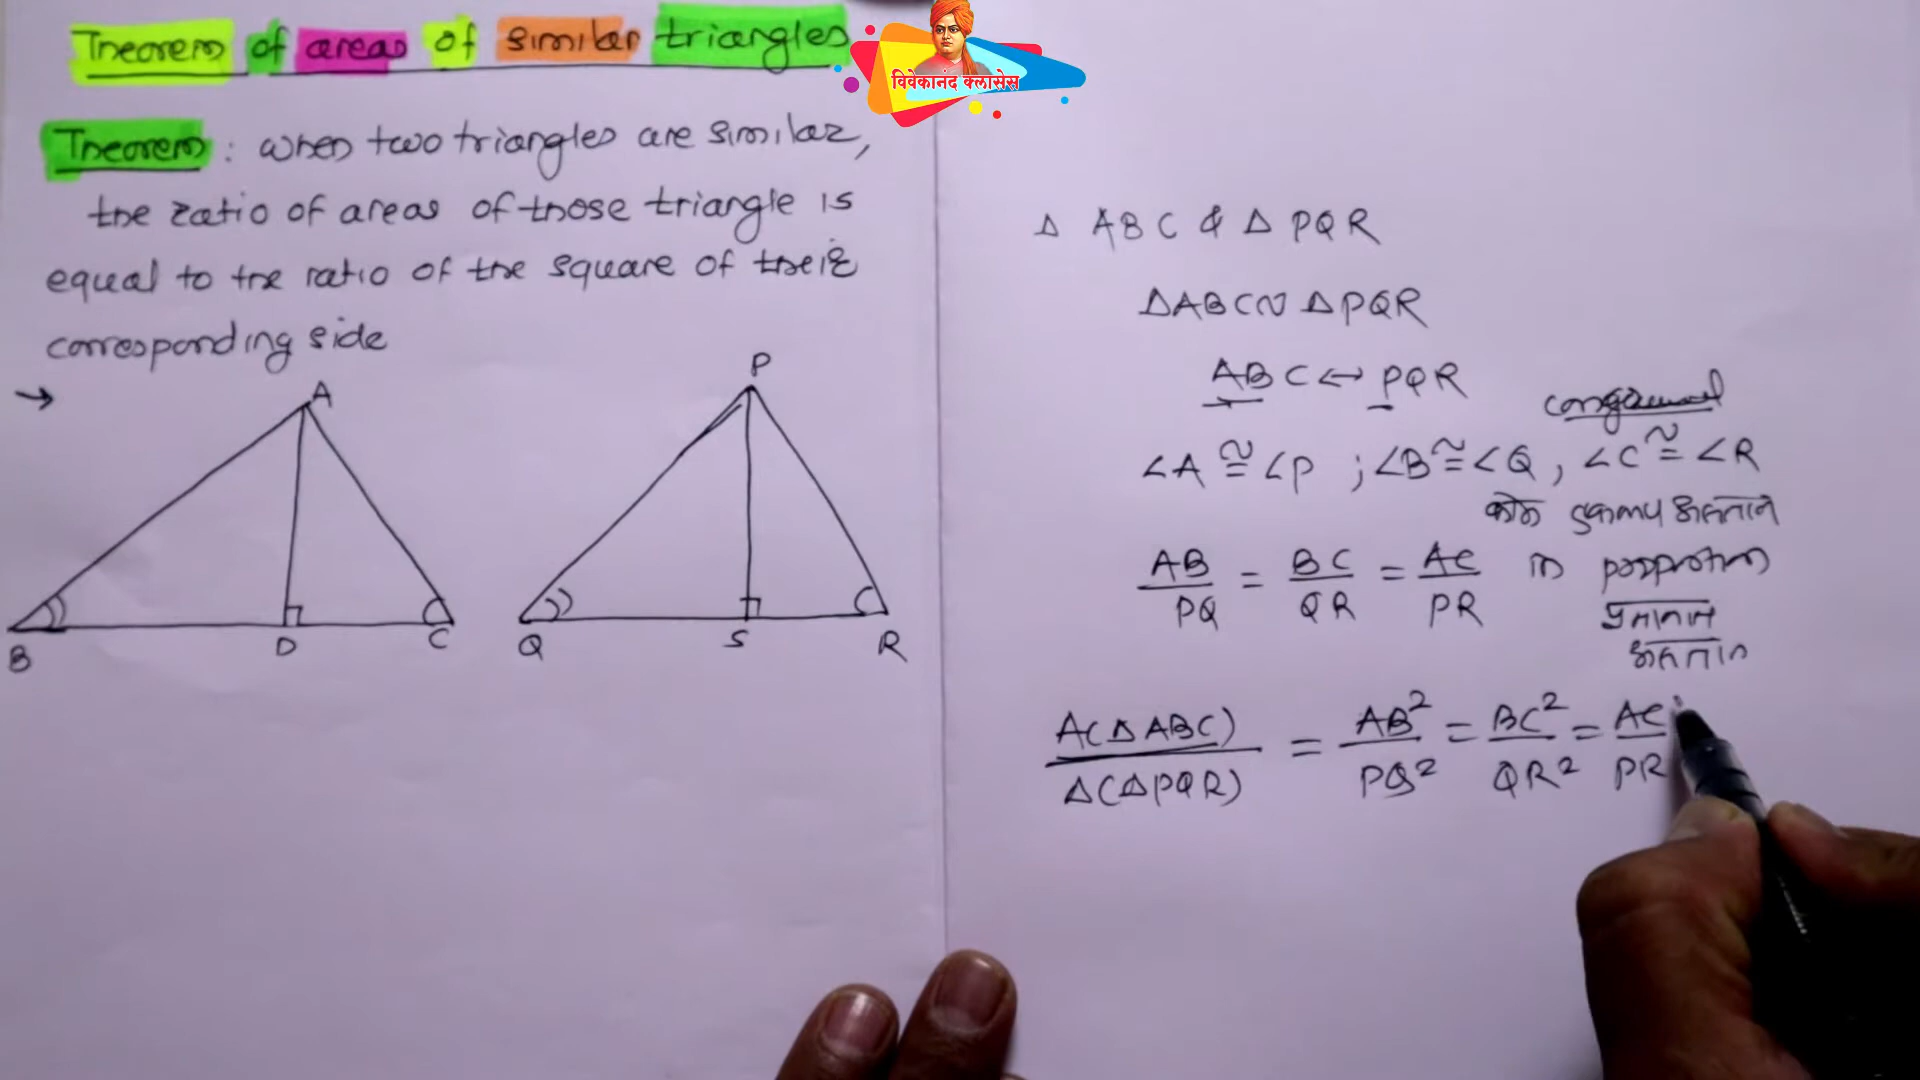 Theorem of areas of similar triangles
विवेकानंद क्लासेस
Theorem : when two triangles are similar,
the ratio of areas of those triangle is
equal to the ratio of the square of their
corresponding side
→
A
B
D
C
P
Q
S
R
Δ ABC & Δ PQR
ΔABC ~ ΔPQR
ABC ↔ PQR
∠A ≅ ∠P ; ∠B ≅ ∠Q , ∠C ≅ ∠R
AB/PQ = BC/QR = AC/PR in
A(ΔABC)/Δ(ΔPQR) = AB²/PQ² = BC²/QR² = AC/PR